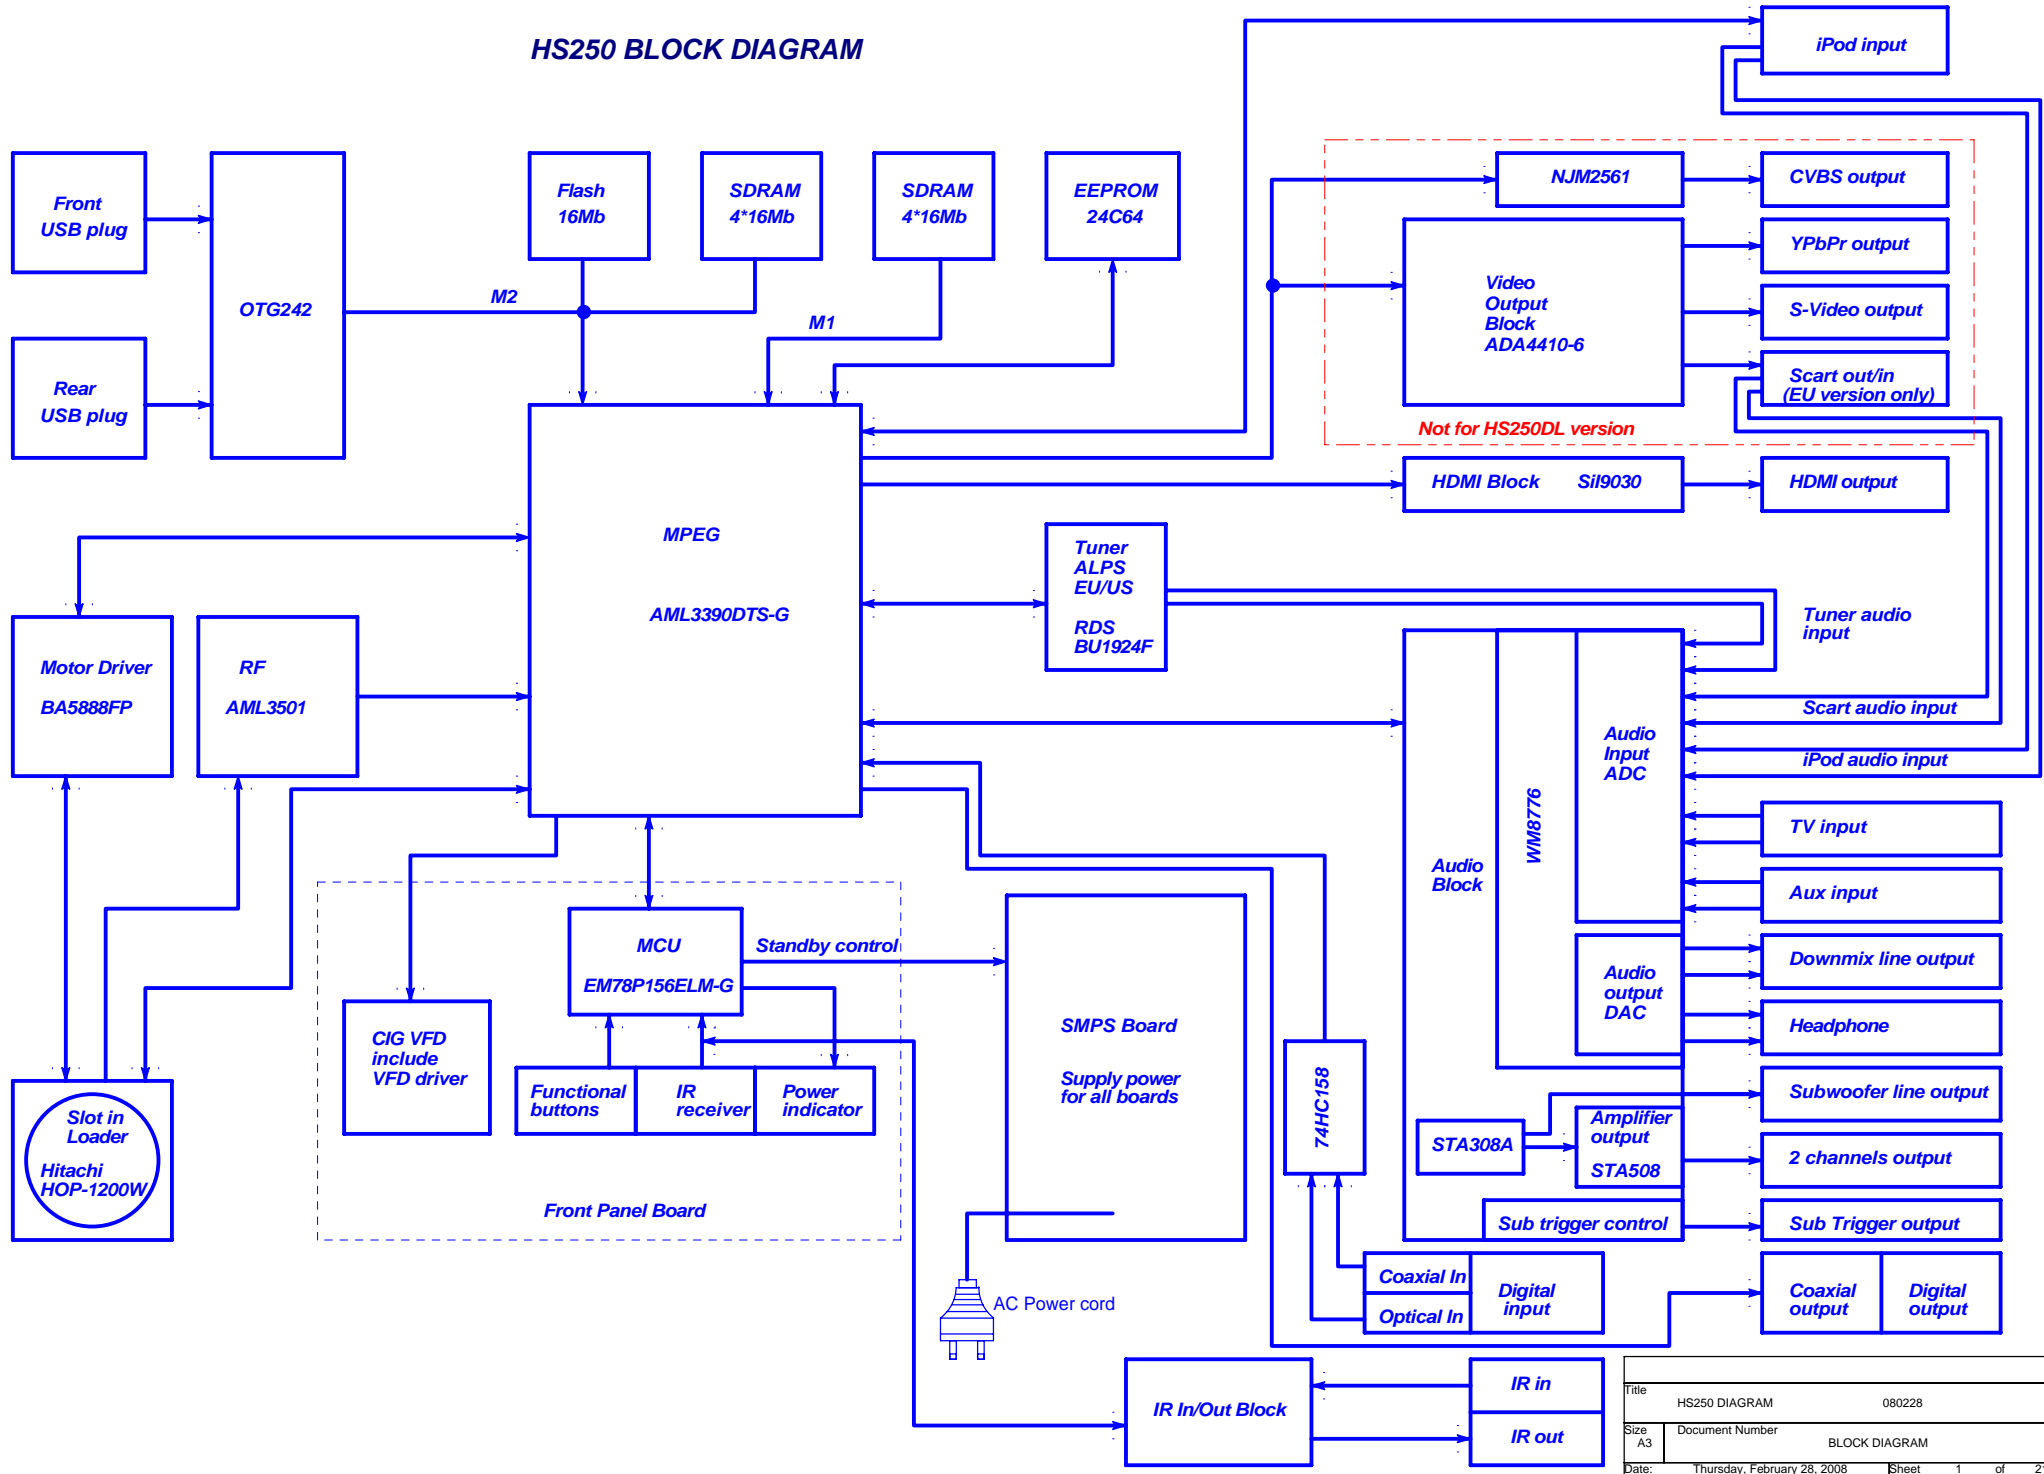 HS250 BLOCK DIAGRAM
iPod input
Front
USB plug
Rear
USB plug
OTG242
M2
Flash
16Mb
SDRAM
4*16Mb
SDRAM
4*16Mb
EEPROM
24C64
M1
NJM2561
CVBS output
Video
Output
Block
ADA4410-6
YPbPr output
S-Video output
Scart out/in
(EU version only)
Not for HS250DL version
HDMI Block SiI9030
HDMI output
MPEG
AML3390DTS-G
Tuner
ALPS
EU/US
RDS
BU1924F
Tuner audio
input
Scart audio input
iPod audio input
Motor Driver
BA5888FP
RF
AML3501
Audio
Block
WM8776
Audio
Input
ADC
TV input
Aux input
Audio
output
DAC
Downmix line output
Headphone
Subwoofer line output
STA308A
Amplifier
output
STA508
2 channels output
Sub trigger control
Sub Trigger output
MCU
EM78P156ELM-G
Standby control
CIG VFD
include
VFD driver
Functional
buttons
IR
receiver
Power
indicator
Front Panel Board
SMPS Board
Supply power
for all boards
74HC158
Slot in
Loader
Hitachi
HOP-1200W
AC Power cord
Coaxial In
Optical In
Digital
input
Coaxial
output
Digital
output
IR In/Out Block
IR in
IR out
Title
HS250 DIAGRAM 080228
Size
A3
Document Number
BLOCK DIAGRAM
Date: Thursday, February 28, 2008 Sheet 1 of 2